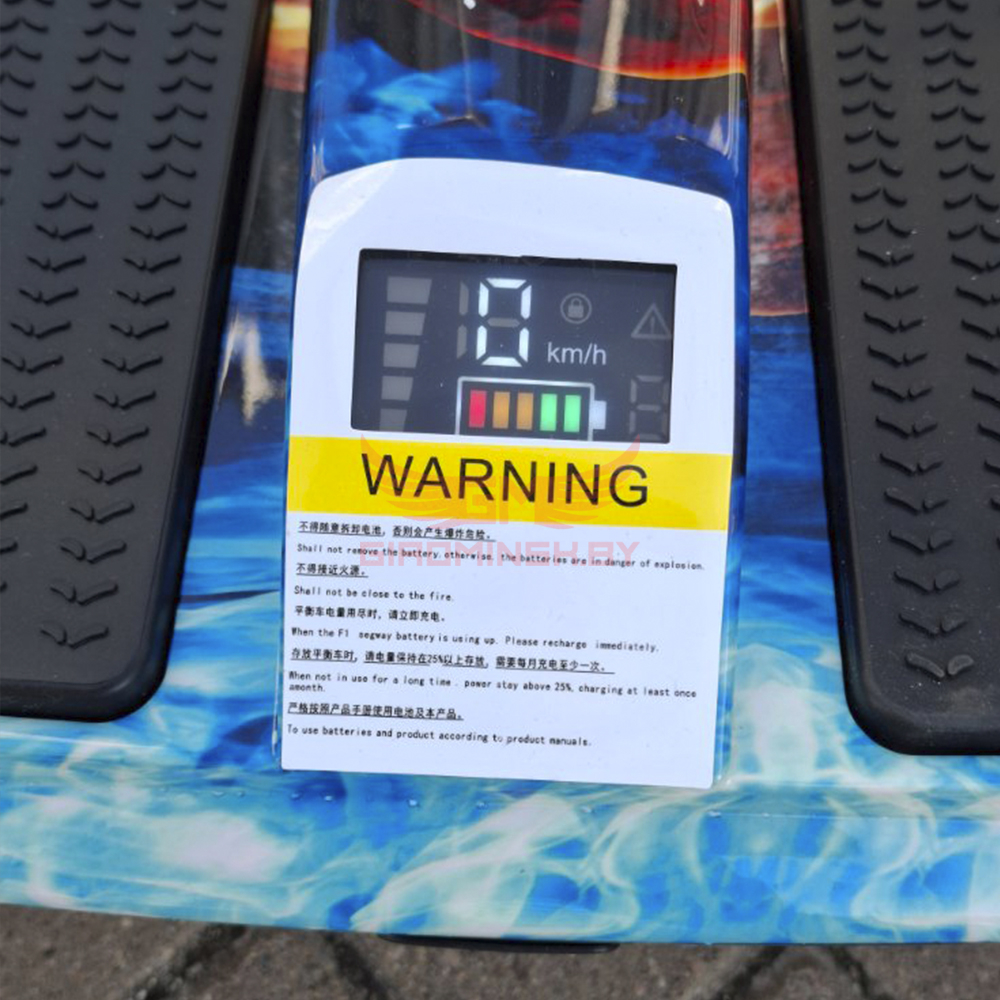 0
km/h
WARNING
不得随意拆卸电池，否则会产生爆炸危险。
Shall not remove the battery, otherwise, the batteries are in danger of explosion.
不得接近火源。
Shall not be close to the fire.
平衡车电量用尽时，请立即充电。
When the F1 segway battery is using up. Please recharge immediately.
存放平衡车时，请电量保持在25%以上存放，需要每月充电至少一次。
When not in use for a long time . power stay above 25%, charging at least once
amonth.
严格按照产品手册使用电池及本产品。
To use batteries and product according to product manuals.
GIROMINSK.BY